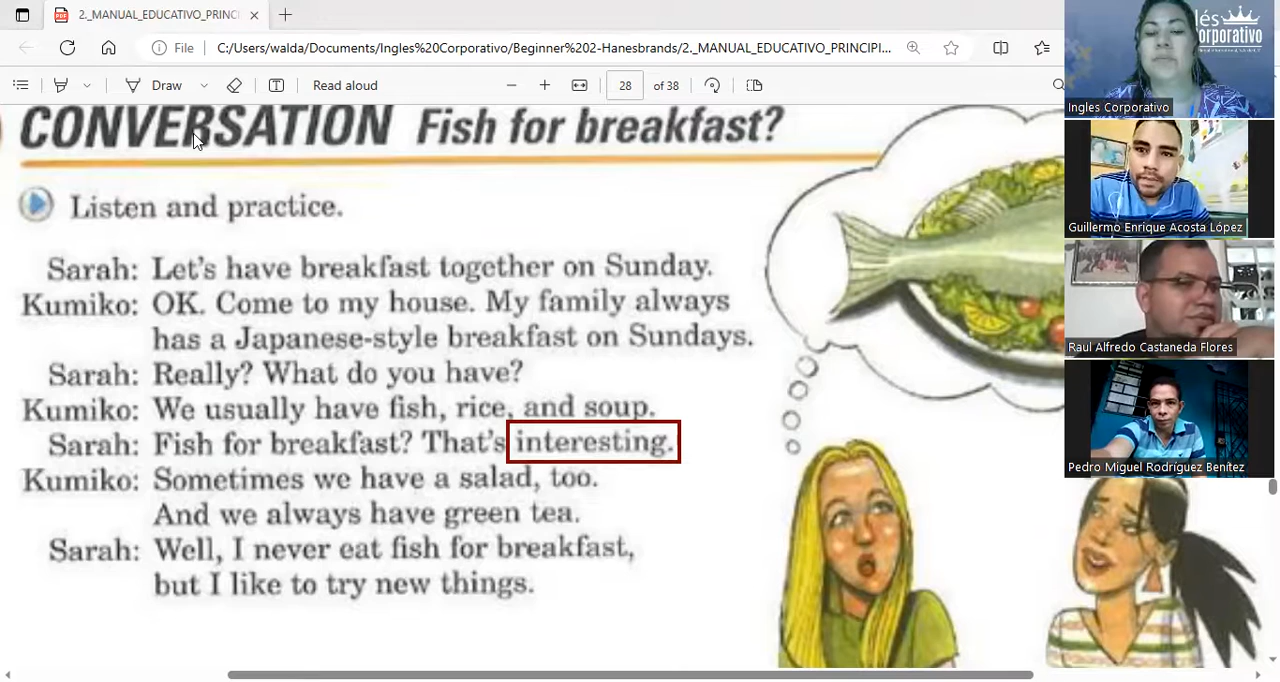 2._MANUAL_EDUCATIVO_PRINCI
File
C:/Users/walda/Documents/Ingles%20Corporativo/Beginner%202-Hanesbrands/2._MANUAL_EDUCATIVO_PRINCIPI...
Draw
Read aloud
28 of 38
CONVERSATION Fish for breakfast?
Listen and practice.
Sarah: Let's have breakfast together on Sunday.
Kumiko: OK. Come to my house. My family always
has a Japanese-style breakfast on Sundays.
Sarah: Really? What do you have?
Kumiko: We usually have fish, rice, and soup.
Sarah: Fish for breakfast? That's interesting.
Kumiko: Sometimes we have a salad, too.
And we always have green tea.
Sarah: Well, I never eat fish for breakfast,
but I like to try new things.
Ingles Corporativo
Guillermo Enrique Acosta López
Raul Alfredo Castaneda Flores
Pedro Miguel Rodríguez Benítez